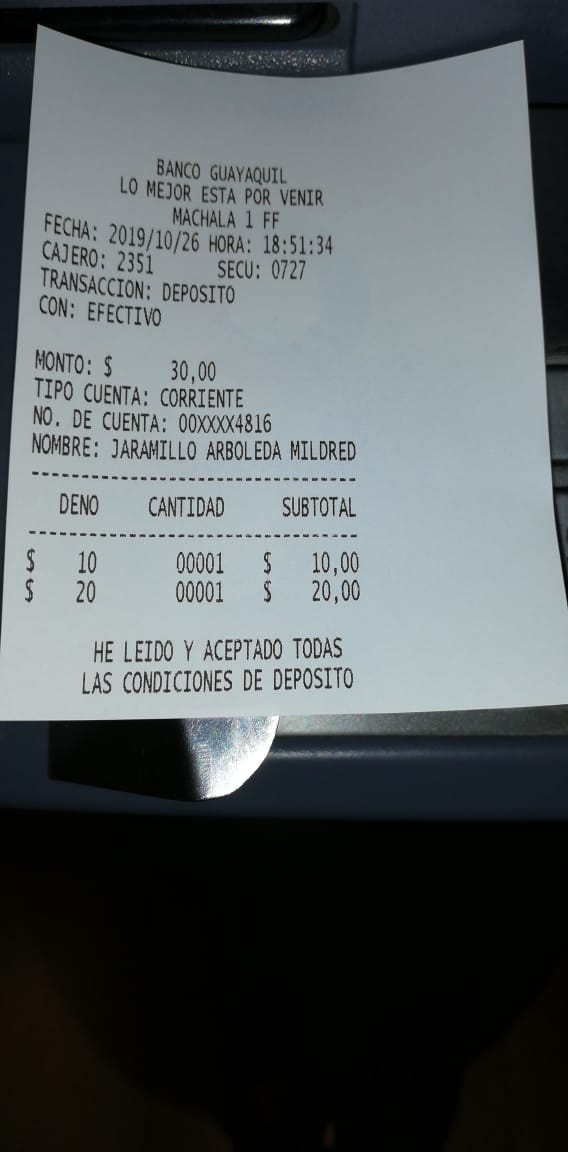 BANCO GUAYAQUIL
LO MEJOR ESTA POR VENIR
MACHALA 1 FF
FECHA: 2019/10/26 HORA: 18:51:34
CAJERO: 2351 SECU: 0727
TRANSACCION: DEPOSITO
CON: EFECTIVO
MONTO: $ 30,00
TIPO CUENTA: CORRIENTE
NO. DE CUENTA: 00XXXX4816
NOMBRE: JARAMILLO ARBOLEDA MILDRED
--------------------------------
DENO CANTIDAD SUBTOTAL
--------------------------------
$ 10 00001 $ 10,00
$ 20 00001 $ 20,00
HE LEIDO Y ACEPTADO TODAS
LAS CONDICIONES DE DEPOSITO